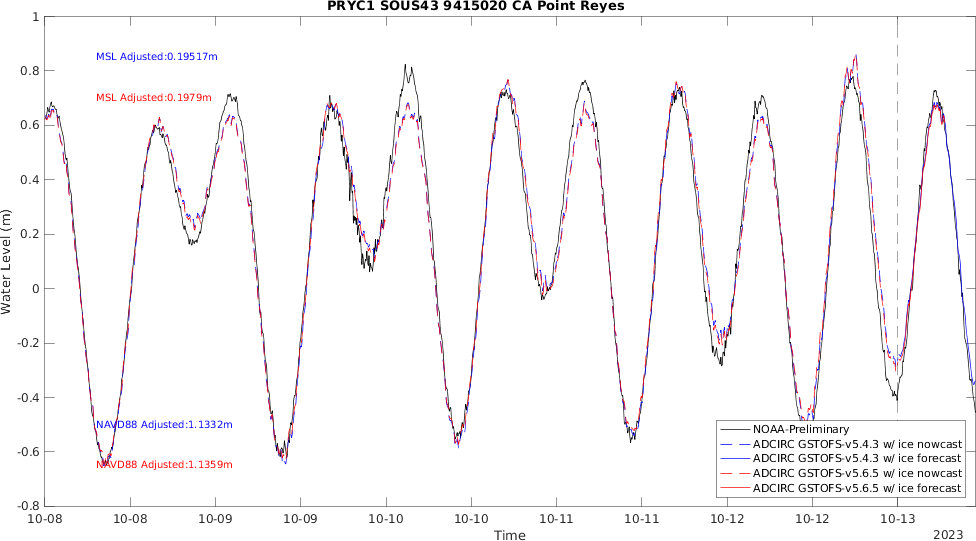 PRYC1 SOUS43 9415020 CA Point Reyes
1
0.8
0.6
0.4
0.2
0
-0.2
-0.4
-0.6
-0.8
Water Level (m)
MSL Adjusted:0.19517m
MSL Adjusted:0.1979m
NAVD88 Adjusted:1.1332m
NAVD88 Adjusted:1.1359m
NOAA-Preliminary
ADCIRC GSTOFS-v5.4.3 w/ ice nowcast
ADCIRC GSTOFS-v5.4.3 w/ ice forecast
ADCIRC GSTOFS-v5.6.5 w/ ice nowcast
ADCIRC GSTOFS-v5.6.5 w/ ice forecast
10-08 10-08 10-09 10-09 10-10 10-10 10-11 10-11 10-12 10-12 10-13
Time
2023